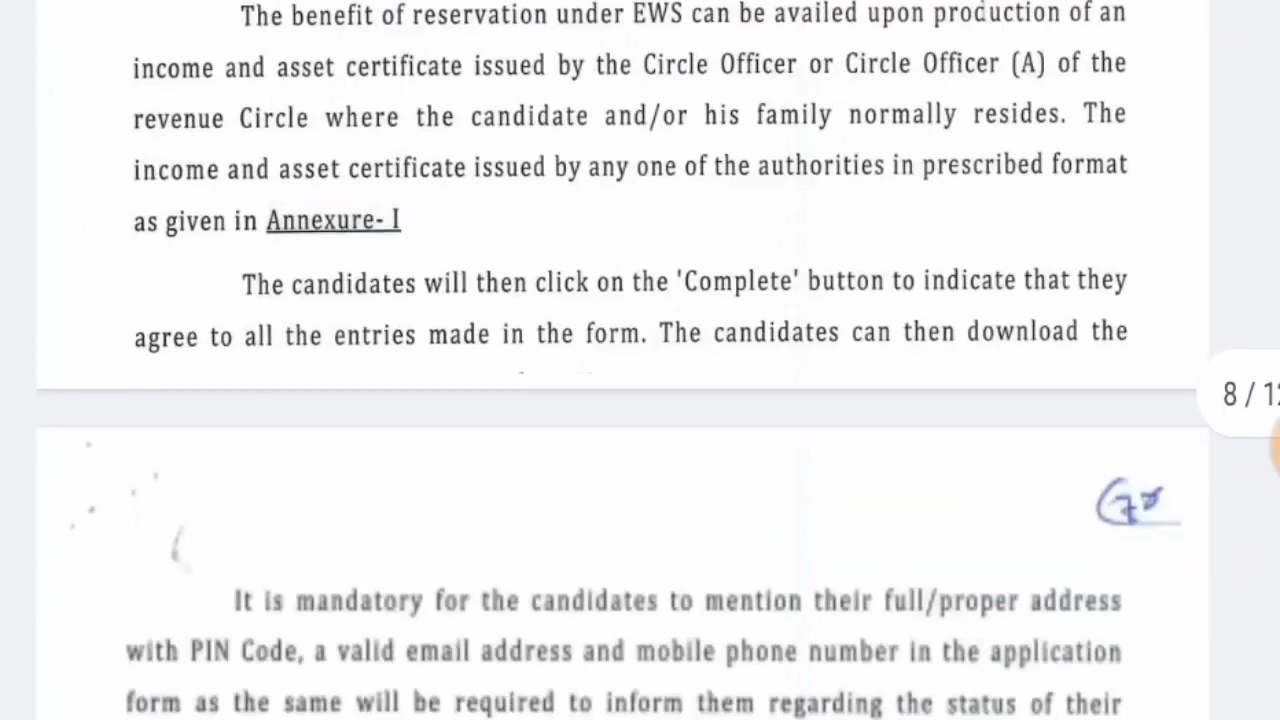 The benefit of reservation under EWS can be availed upon production of an
income and asset certificate issued by the Circle Officer or Circle Officer (A) of the
revenue Circle where the candidate and/or his family normally resides. The
income and asset certificate issued by any one of the authorities in prescribed format
as given in Annexure- I
The candidates will then click on the 'Complete' button to indicate that they
agree to all the entries made in the form. The candidates can then download the
8 / 12
It is mandatory for the candidates to mention their full/proper address
with PIN Code, a valid email address and mobile phone number in the application
form as the same will be required to inform them regarding the status of their